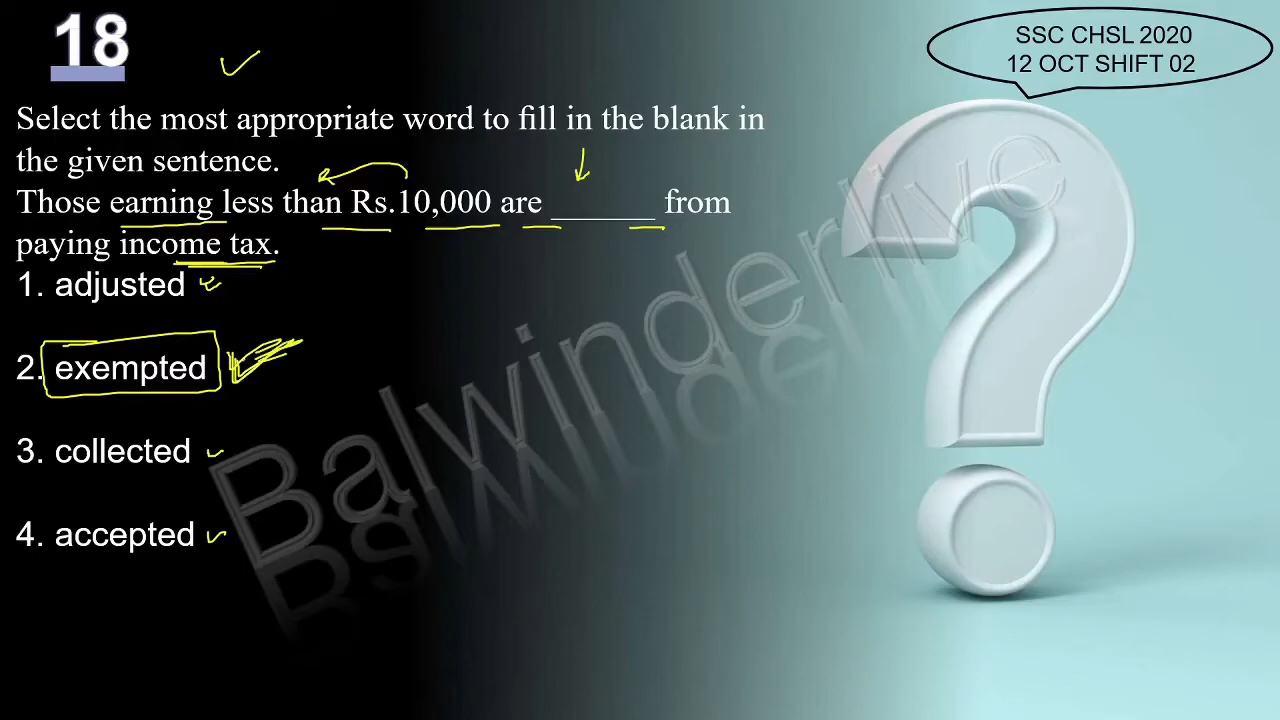 18
SSC CHSL 2020
12 OCT SHIFT 02
Select the most appropriate word to fill in the blank in
the given sentence.
Those earning less than Rs.10,000 are ______ from
paying income tax.
1. adjusted
2. exempted
3. collected
4. accepted
Balwinderlive